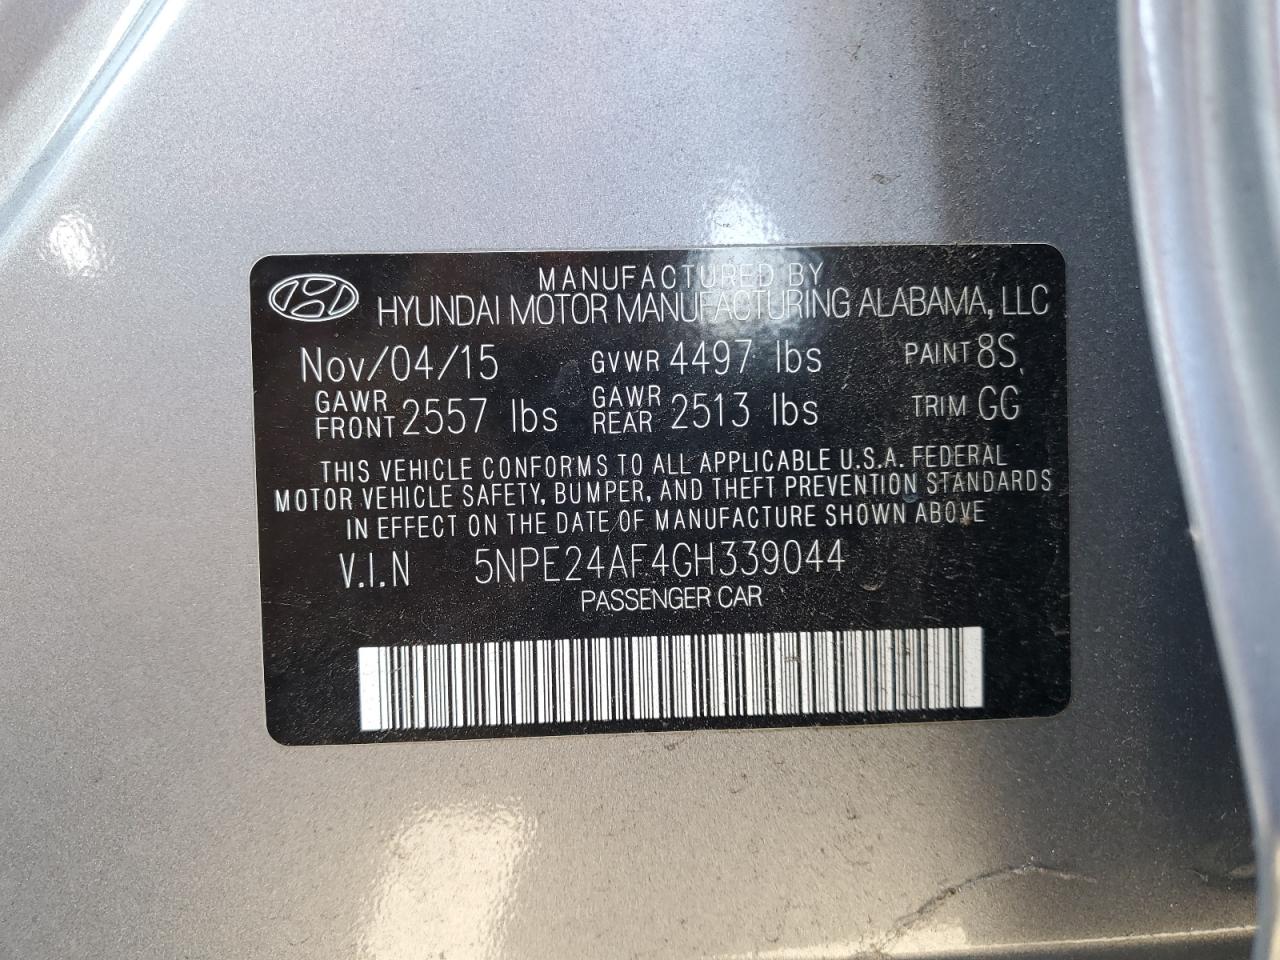 MANUFACTURED BY
HYUNDAI MOTOR MANUFACTURING ALABAMA, LLC
Nov/04/15 GVWR 4497 lbs PAINT 8S
GAWR FRONT 2557 lbs GAWR REAR 2513 lbs TRIM GG
THIS VEHICLE CONFORMS TO ALL APPLICABLE U.S.A. FEDERAL
MOTOR VEHICLE SAFETY, BUMPER, AND THEFT PREVENTION STANDARDS
IN EFFECT ON THE DATE OF MANUFACTURE SHOWN ABOVE
V.I.N 5NPE24AF4GH339044
PASSENGER CAR